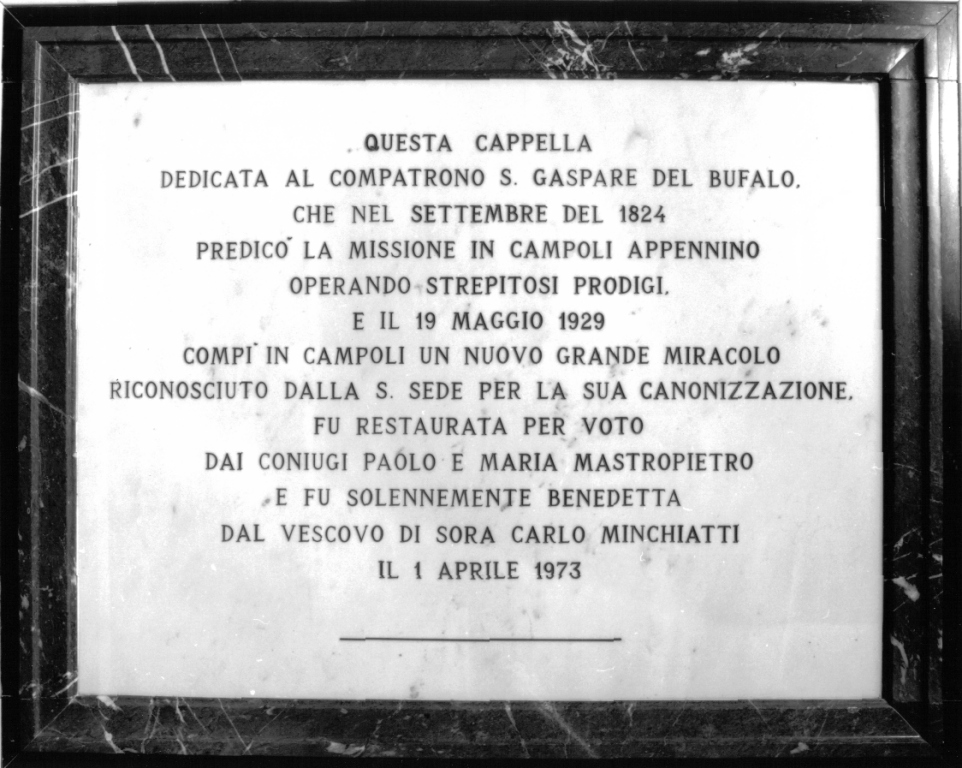 QUESTA CAPPELLA
DEDICATA AL COMPATRONO S. GASPARE DEL BUFALO,
CHE NEL SETTEMBRE DEL 1824
PREDICO' LA MISSIONE IN CAMPOLI APPENNINO
OPERANDO STREPITOSI PRODIGI,
E IL 19 MAGGIO 1929
COMPI' IN CAMPOLI UN NUOVO GRANDE MIRACOLO
RICONOSCIUTO DALLA S. SEDE PER LA SUA CANONIZZAZIONE,
FU RESTAURATA PER VOTO
DAI CONIUGI PAOLO E MARIA MASTROPIETRO
E FU SOLENNEMENTE BENEDETTA
DAL VESCOVO DI SORA CARLO MINCHIATTI
IL 1 APRILE 1973